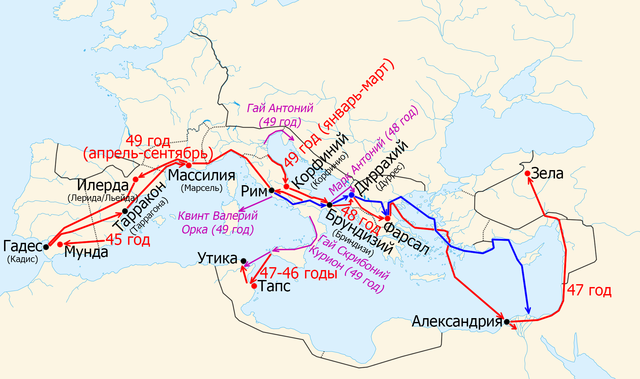 Гай Антоний
(49 год)
49 год (январь-март)
49 год
(апрель-сентябрь)
Массилия
(Марсель)
Илерда
(Лерида/Льейда)
Тарракон
(Таррагона)
Рим
Корфиний
(Корфинио)
Марк Антоний (48 год)
Диррахий
(Дуррес)
Зела
Квинт Валерий
Орка (49 год)
48 год
Брундизий
(Бриндизи)
Фарсал
Гай Скрибоний
Курион (49 год)
Гадес
(Кадис)
Мунда
45 год
Утика
47-46 годы
Тапс
Александрия
47 год